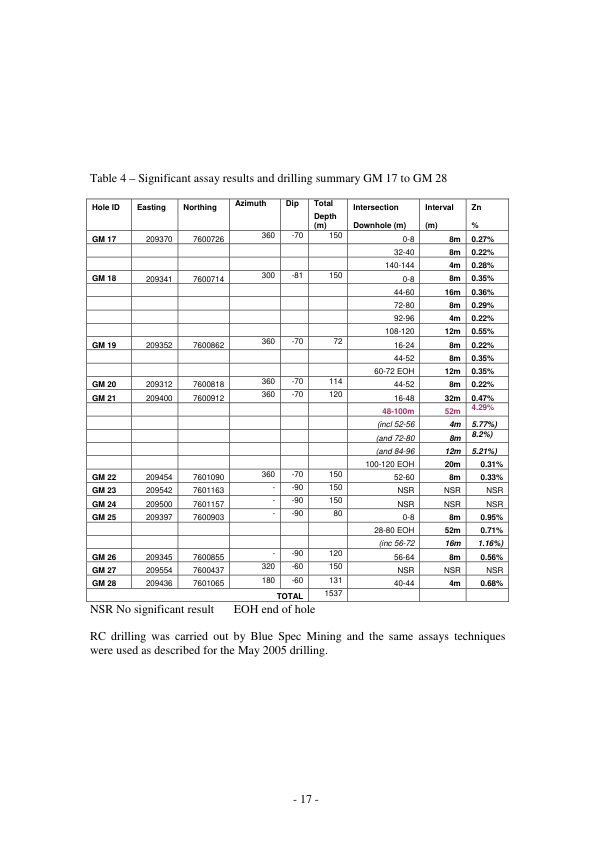 Table 4 – Significant assay results and drilling summary GM 17 to GM 28
Hole ID Easting Northing Azimuth Dip Total Depth (m) Intersection Downhole (m) Interval (m) Zn %
GM 17 209370 7600726 360 -70 150 0-8 8m 0.27%
32-40 8m 0.22%
140-144 4m 0.28%
GM 18 209341 7600714 300 -81 150 0-8 8m 0.35%
44-60 16m 0.36%
72-80 8m 0.29%
92-96 4m 0.22%
108-120 12m 0.55%
GM 19 209352 7600862 360 -70 72 16-24 8m 0.22%
44-52 8m 0.35%
60-72 EOH 12m 0.35%
GM 20 209312 7600818 360 -70 114 44-52 8m 0.22%
GM 21 209400 7600912 360 -70 120 16-48 32m 0.47%
48-100m 52m 4.29%
(incl 52-56 4m 5.77%)
(and 72-80 8m 8.2%)
(and 84-96 12m 5.21%)
100-120 EOH 20m 0.31%
GM 22 209454 7601090 360 -70 150 52-60 8m 0.33%
GM 23 209542 7601163 - -90 150 NSR NSR NSR
GM 24 209500 7601157 - -90 150 NSR NSR NSR
GM 25 209397 7600903 - -90 80 0-8 8m 0.95%
28-80 EOH 52m 0.71%
(inc 56-72 16m 1.16%)
GM 26 209345 7600855 - -90 120 56-64 8m 0.56%
GM 27 209554 7600437 320 -60 150 NSR NSR NSR
GM 28 209436 7601065 180 -60 131 40-44 4m 0.68%
TOTAL 1537
NSR No significant result EOH end of hole
RC drilling was carried out by Blue Spec Mining and the same assays techniques
were used as described for the May 2005 drilling.
- 17 -